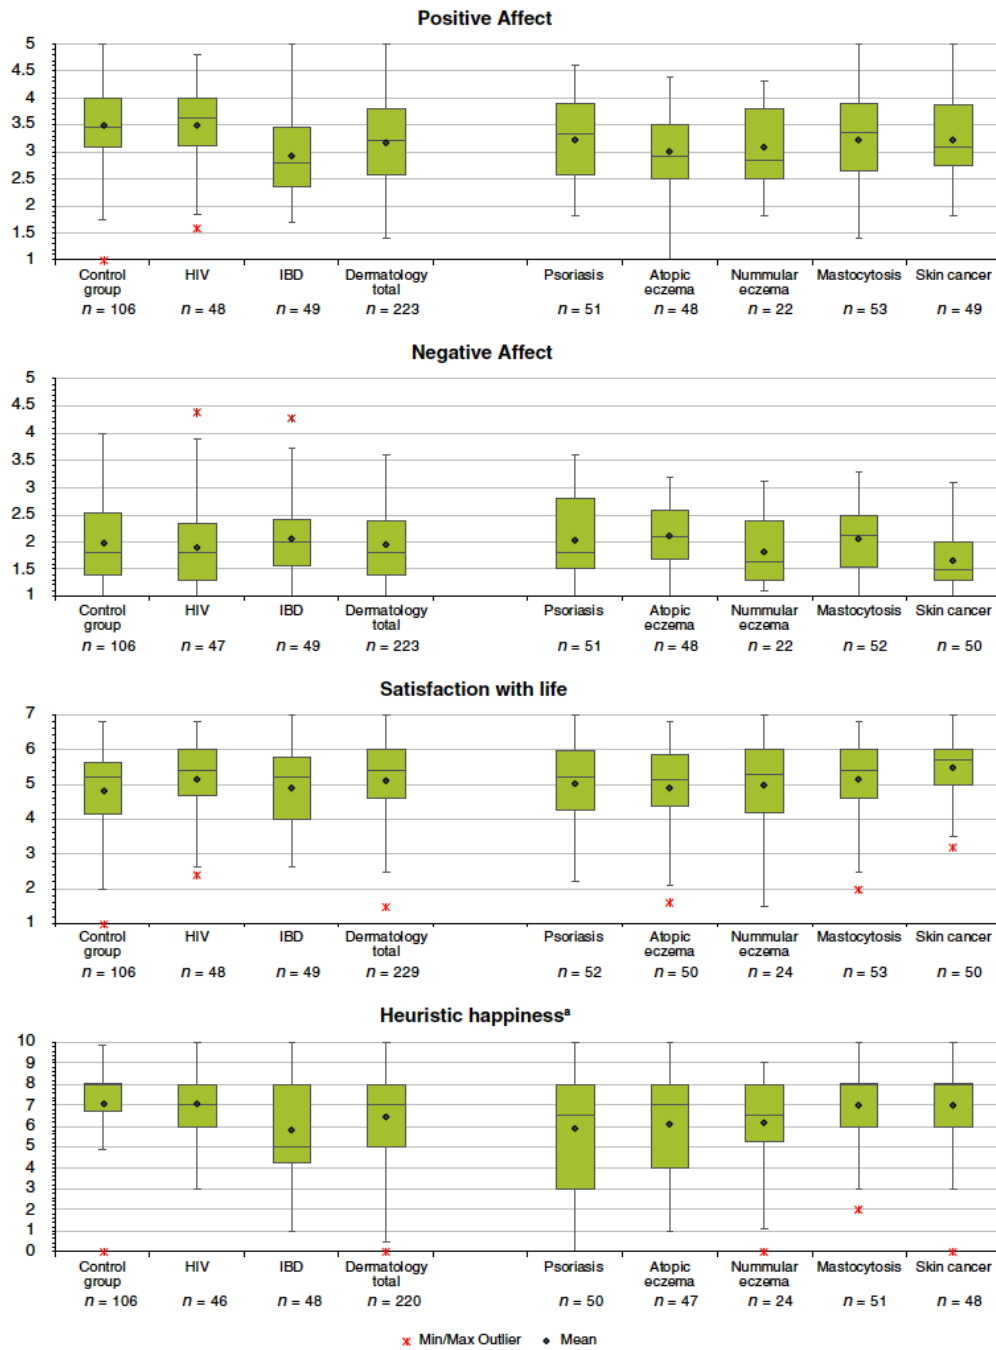 Positive Affect
5
4.5
4
3.5
3
2.5
2
1.5
1
Control group HIV IBD Dermatology total Psoriasis Atopic eczema Nummular eczema Mastocytosis Skin cancer
n = 106 n = 48 n = 49 n = 223 n = 51 n = 48 n = 22 n = 53 n = 49
Negative Affect
5
4.5
4
3.5
3
2.5
2
1.5
1
Control group HIV IBD Dermatology total Psoriasis Atopic eczema Nummular eczema Mastocytosis Skin cancer
n = 106 n = 47 n = 49 n = 223 n = 51 n = 48 n = 22 n = 52 n = 50
Satisfaction with life
7
6
5
4
3
2
1
Control group HIV IBD Dermatology total Psoriasis Atopic eczema Nummular eczema Mastocytosis Skin cancer
n = 106 n = 48 n = 49 n = 229 n = 52 n = 50 n = 24 n = 53 n = 50
Heuristic happinessᵃ
10
9
8
7
6
5
4
3
2
1
0
Control group HIV IBD Dermatology total Psoriasis Atopic eczema Nummular eczema Mastocytosis Skin cancer
n = 106 n = 46 n = 48 n = 220 n = 50 n = 47 n = 24 n = 51 n = 48
Min/Max Outlier Mean